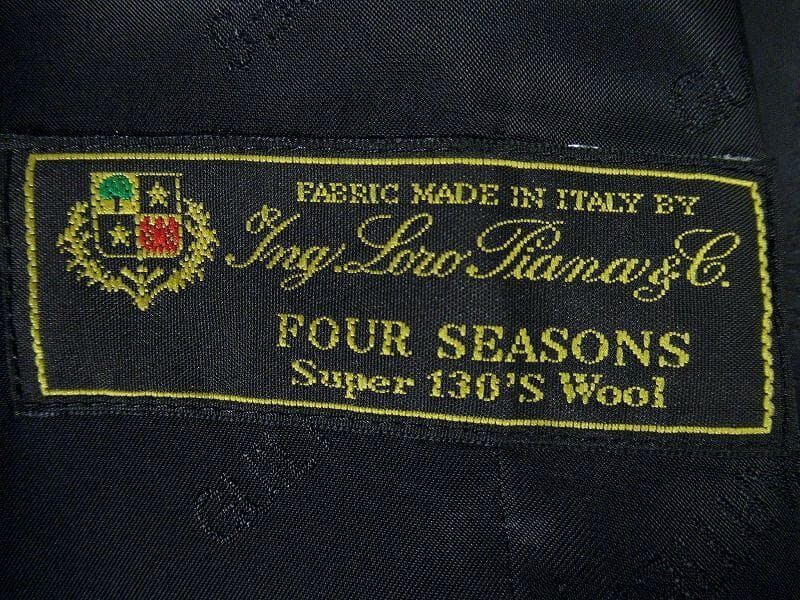 FABRIC MADE IN ITALY BY
Ing Loro Piana & C.
FOUR SEASONS
Super 130'S Wool